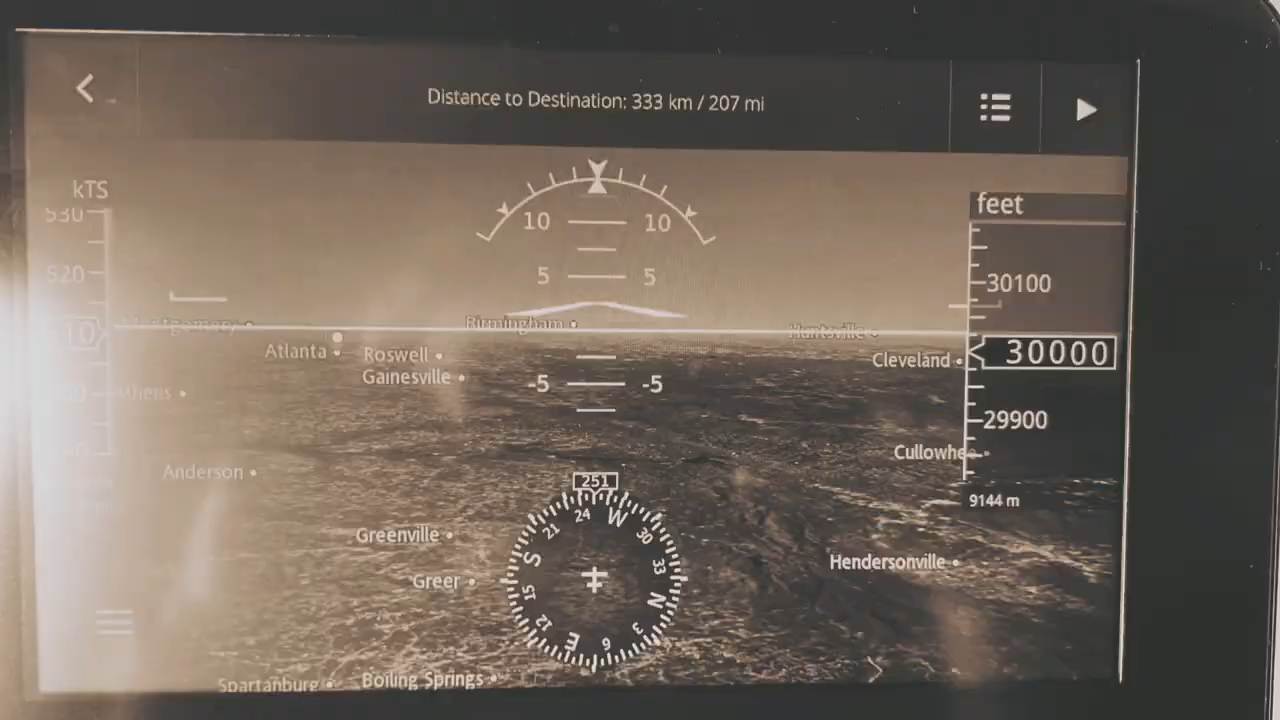 Distance to Destination: 333 km / 207 mi
kTS
530
520
10
feet
30100
30000
29900
9144 m
10 10
5 5
-5 -5
Montgomery
Birmingham
Huntsville
Atlanta
Roswell
Cleveland
Gainesville
Athens
Cullowhee
Anderson
251
24
W
30
33
N
3
6
E
12
15
S
21
Greenville
Greer
Hendersonville
Spartanburg
Boiling Springs